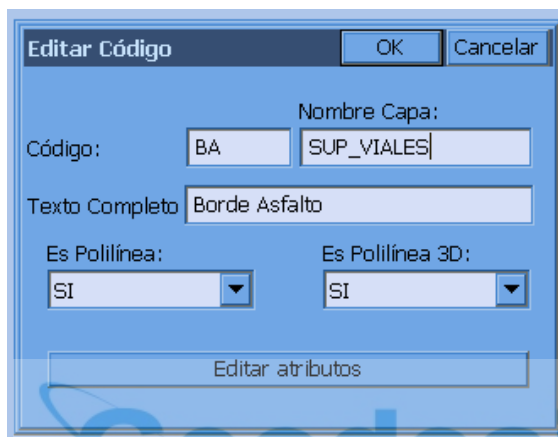 Editar Código OK Cancelar
Nombre Capa:
Código: BA SUP_VIALES
Texto Completo Borde Asfalto
Es Polilínea: Es Polilínea 3D:
SI SI
Editar atributos